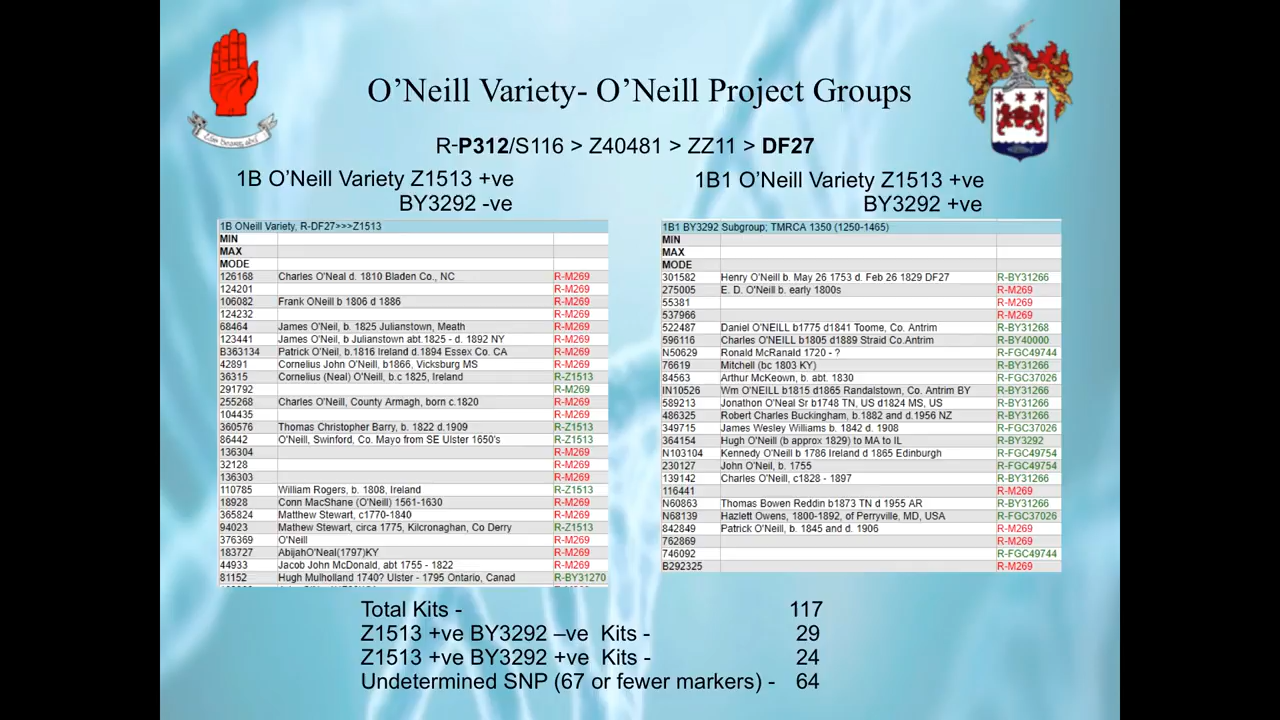 O’Neill Variety- O’Neill Project Groups
R-P312/S116 > Z40481 > ZZ11 > DF27
1B O’Neill Variety Z1513 +ve
BY3292 -ve
1B ONeill Variety, R-DF27>>>Z1513
MIN
MAX
MODE
126168 Charles O'Neal d. 1810 Bladen Co., NC R-M269
124201 R-M269
106082 Frank ONeill b 1806 d 1886 R-M269
124232 R-M269
68464 James O'Neil, b. 1825 Julianstown, Meath R-M269
123441 James O'Neil, b Julianstown abt.1825 - d. 1892 NY R-M269
B363134 Patrick O'Neil, b.1816 Ireland d.1894 Essex Co. CA R-M269
42891 Cornelius John O'Neill, b1866, Vicksburg MS R-M269
36315 Cornelius (Neal) O'Neill, b.c 1825, Ireland R-Z1513
291792 R-M269
255268 Charles O'Neill, County Armagh, born c.1820 R-M269
104435 R-M269
360576 Thomas Christopher Barry, b. 1822 d.1909 R-Z1513
86442 O'Neill, Swinford, Co. Mayo from SE Ulster 1650's R-Z1513
136304 R-M269
32128 R-M269
136303 R-M269
110785 William Rogers, b. 1808, Ireland R-Z1513
18928 Conn MacShane (O'Neill) 1561-1630 R-M269
365824 Matthew Stewart, c1770-1840 R-M269
94023 Mathew Stewart, circa 1775, Kilcronaghan, Co Derry R-Z1513
376369 O'Neill R-M269
183727 AbijahO'Neal(1797)KY R-M269
44933 Jacob John McDonald, abt 1755 - 1822 R-M269
81152 Hugh Mulholland 1740? Ulster - 1795 Ontario, Canad R-BY31270
1B1 O’Neill Variety Z1513 +ve
BY3292 +ve
1B1 BY3292 Subgroup; TMRCA 1350 (1250-1465)
MIN
MAX
MODE
301582 Henry O'Neill b. May 26 1753 d. Feb 26 1829 DF27 R-BY31266
275005 E. D. O'Neill b. early 1800s R-M269
55381 R-M269
537966 R-M269
522487 Daniel O'NEILL b1775 d1841 Toome, Co. Antrim R-BY31268
596116 Charles O'NEILL b1805 d1889 Straid Co.Antrim R-BY40000
N50629 Ronald McRanald 1720 - ? R-FGC49744
76619 Mitchell (bc 1803 KY) R-BY31266
84563 Arthur McKeown, b. abt. 1830 R-FGC37026
IN10526 Wm O'NEILL b1815 d1865 Randalstown, Co. Antrim BY R-BY31266
589213 Jonathon O'Neal Sr b1748 TN, US d1824 MS, US R-BY31266
486325 Robert Charles Buckingham, b.1882 and d.1956 NZ R-BY31266
349715 James Wesley Williams b. 1842 d. 1908 R-FGC37026
364154 Hugh O'Neill (b approx 1829) to MA to IL R-BY3292
N103104 Kennedy O'Neill b 1786 Ireland d 1865 Edinburgh R-FGC49754
230127 John O'Neil, b. 1755 R-FGC49754
139142 Charles O'Neil, c1828 - 1897 R-BY31266
116441 R-M269
N60863 Thomas Bowen Reddin b1873 TN d 1955 AR R-BY31266
N68139 Hazlett Owens, 1800-1892, of Perryville, MD, USA R-FGC37026
842849 Patrick O'Neill, b. 1845 and d. 1906 R-M269
762869 R-M269
746092 R-FGC49744
B292325 R-M269
Total Kits - 117
Z1513 +ve BY3292 –ve Kits - 29
Z1513 +ve BY3292 +ve Kits - 24
Undetermined SNP (67 or fewer markers) - 64